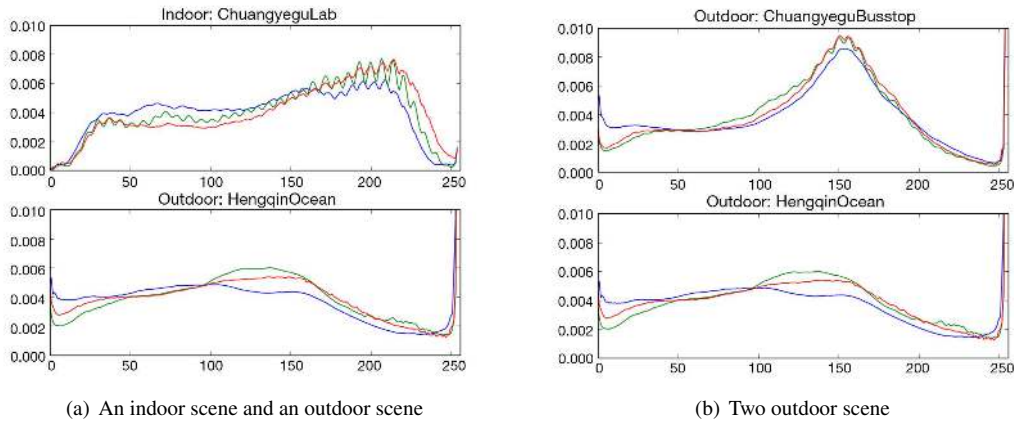 Indoor: ChuangyeguLab
0.010
0.008
0.006
0.004
0.002
0.000
0 50 100 150 200 250
Outdoor: HengqinOcean
0.010
0.008
0.006
0.004
0.002
0.000
0 50 100 150 200 250
(a) An indoor scene and an outdoor scene
Outdoor: ChuangyeguBusstop
0.010
0.008
0.006
0.004
0.002
0.000
0 50 100 150 200 250
Outdoor: HengqinOcean
0.010
0.008
0.006
0.004
0.002
0.000
0 50 100 150 200 250
(b) Two outdoor scene